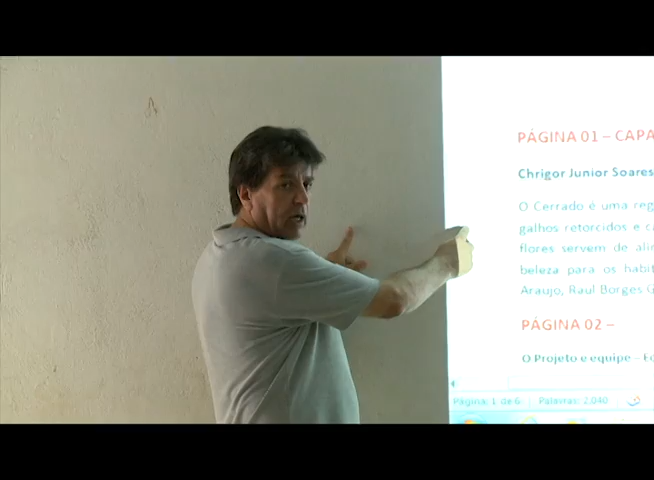 PÁGINA 01 – CAPA
Chrigor Junior Soares
O Cerrado é uma reg
galhos retorcidos e c
flores servem de ali
beleza para os habit
Araujo, Raul Borges G
PÁGINA 02 –
O Projeto e equipe – Ed
Página: 1 de 6 Palavras: 2.040